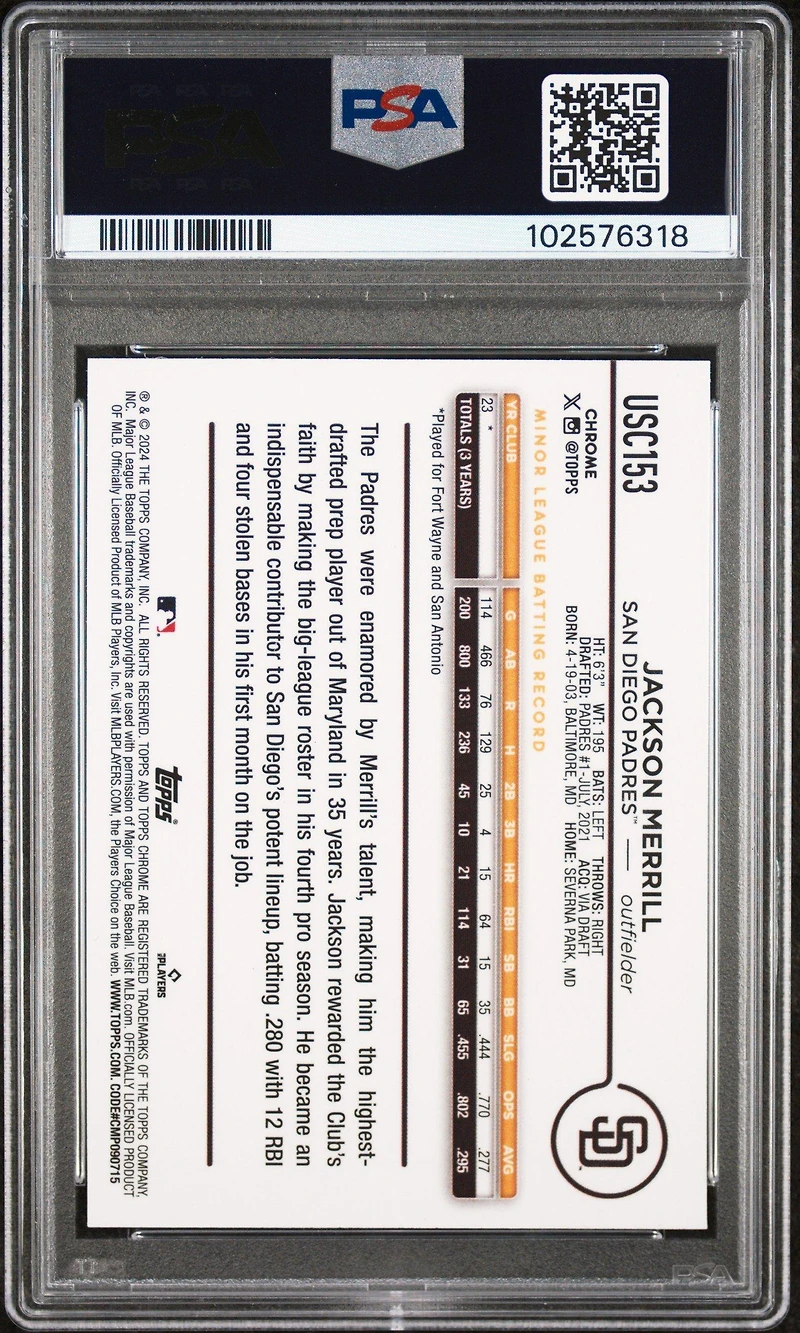 PSA
102576318
USC153
JACKSON MERRILL
SAN DIEGO PADRES™ — outfielder
CHROME
X @TOPPS
HT: 6'3" WT: 195 BATS: LEFT THROWS: RIGHT
DRAFTED: PADRES #1-JULY, 2021 ACQ: VIA DRAFT
BORN: 4-19-03, BALTIMORE, MD HOME: SEVERNA PARK, MD
SD
MINOR LEAGUE BATTING RECORD
YR CLUB G AB R H 2B 3B HR RBI SB BB SLG OPS AVG
23 * 114 466 76 129 25 4 15 64 15 35 .444 .770 .277
TOTALS (3 YEARS) 200 800 133 236 45 10 21 114 31 65 .455 .802 .295
*Played for Fort Wayne and San Antonio
The Padres were enamored by Merrill's talent, making him the highest-
drafted prep player out of Maryland in 35 years. Jackson rewarded the Club's
faith by making the big-league roster in his fourth pro season. He became an
indispensable contributor to San Diego's potent lineup, batting .280 with 12 RBI
and four stolen bases in his first month on the job.
topps®
PLAYERS
® & © 2024 THE TOPPS COMPANY, INC. ALL RIGHTS RESERVED. TOPPS AND TOPPS CHROME ARE REGISTERED TRADEMARKS OF THE TOPPS COMPANY,
INC. Major League Baseball trademarks and copyrights are used with permission of Major League Baseball. Visit MLB.com. OFFICIALLY LICENSED PRODUCT
OF MLB. Officially Licensed Product of MLB Players, Inc. Visit MLBPLAYERS.COM, the Players Choice on the web. WWW.TOPPS.COM. CODE#CMP090715
PSA